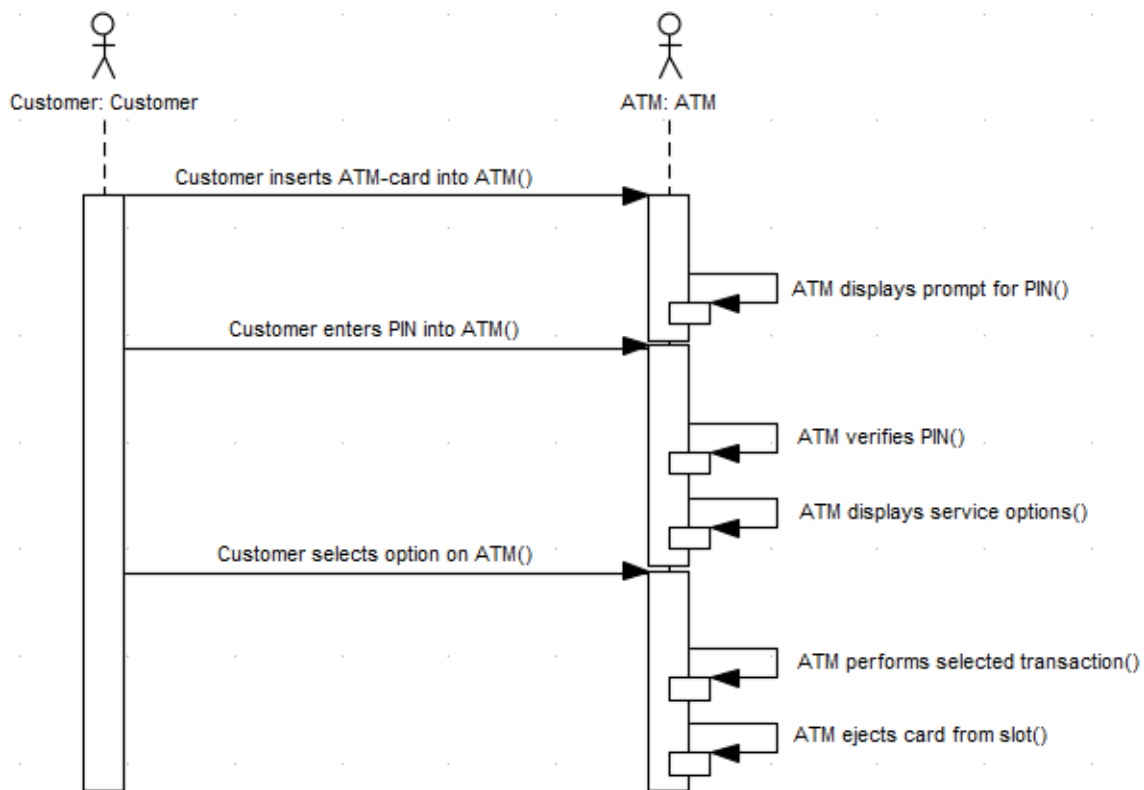 Customer: Customer
ATM: ATM
Customer inserts ATM-card into ATM()
ATM displays prompt for PIN()
Customer enters PIN into ATM()
ATM verifies PIN()
ATM displays service options()
Customer selects option on ATM()
ATM performs selected transaction()
ATM ejects card from slot()